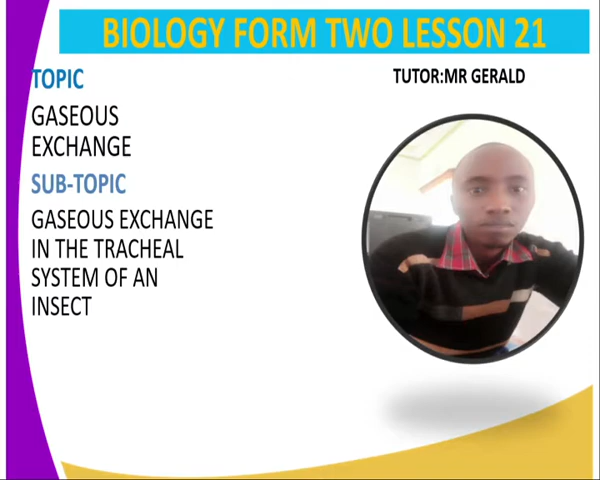 BIOLOGY FORM TWO LESSON 21
TOPIC
GASEOUS
EXCHANGE
SUB-TOPIC
GASEOUS EXCHANGE
IN THE TRACHEAL
SYSTEM OF AN
INSECT
TUTOR:MR GERALD